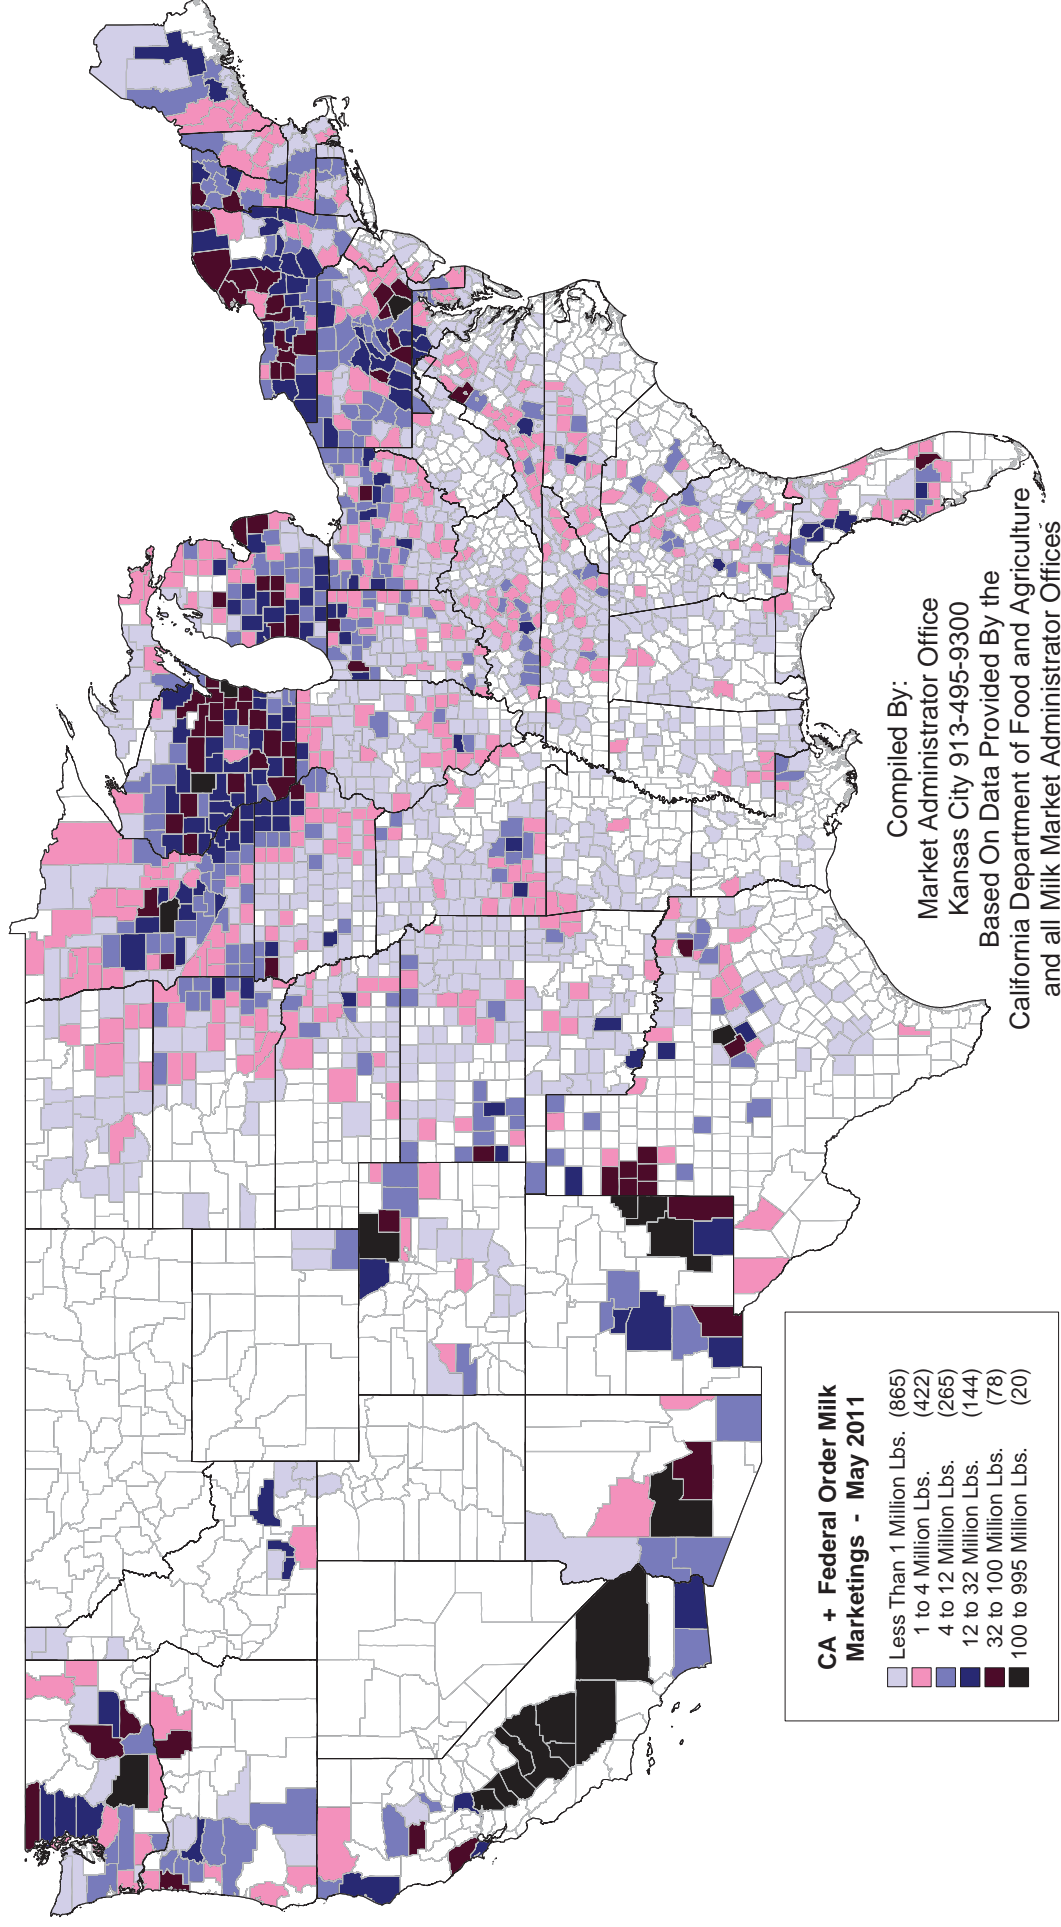 CA + Federal Order Milk
Marketings - May 2011
Less Than 1 Million Lbs. (865)
1 to 4 Million Lbs. (422)
4 to 12 Million Lbs. (265)
12 to 32 Million Lbs. (144)
32 to 100 Million Lbs. (78)
100 to 995 Million Lbs. (20)
Compiled By:
Market Administrator Office
Kansas City 913-495-9300
Based On Data Provided By the
California Department of Food and Agriculture
and all Milk Market Administrator Offices